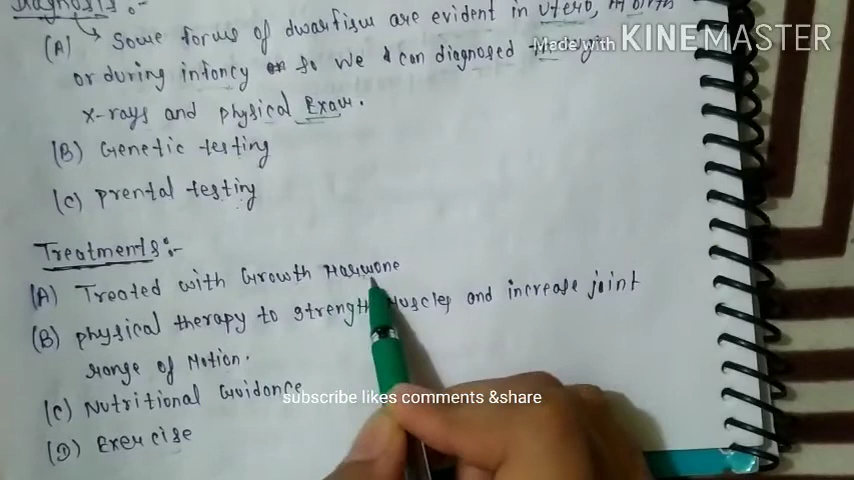 Diagnosis :-
(A) → Some forms of dwarfism are evident in utero, At birth
Made with KINEMASTER
or during infancy so we can diagnosed
x-rays and physical Exam.
(B) Genetic testing
(C) prental testing
Treatments :-
(A) Treated with Growth Harmone
(B) physical therapy to strength Muscles and increase joint
range of Motion.
(C) Nutritional Guidance
subscribe likes comments &share
(D) Exercise